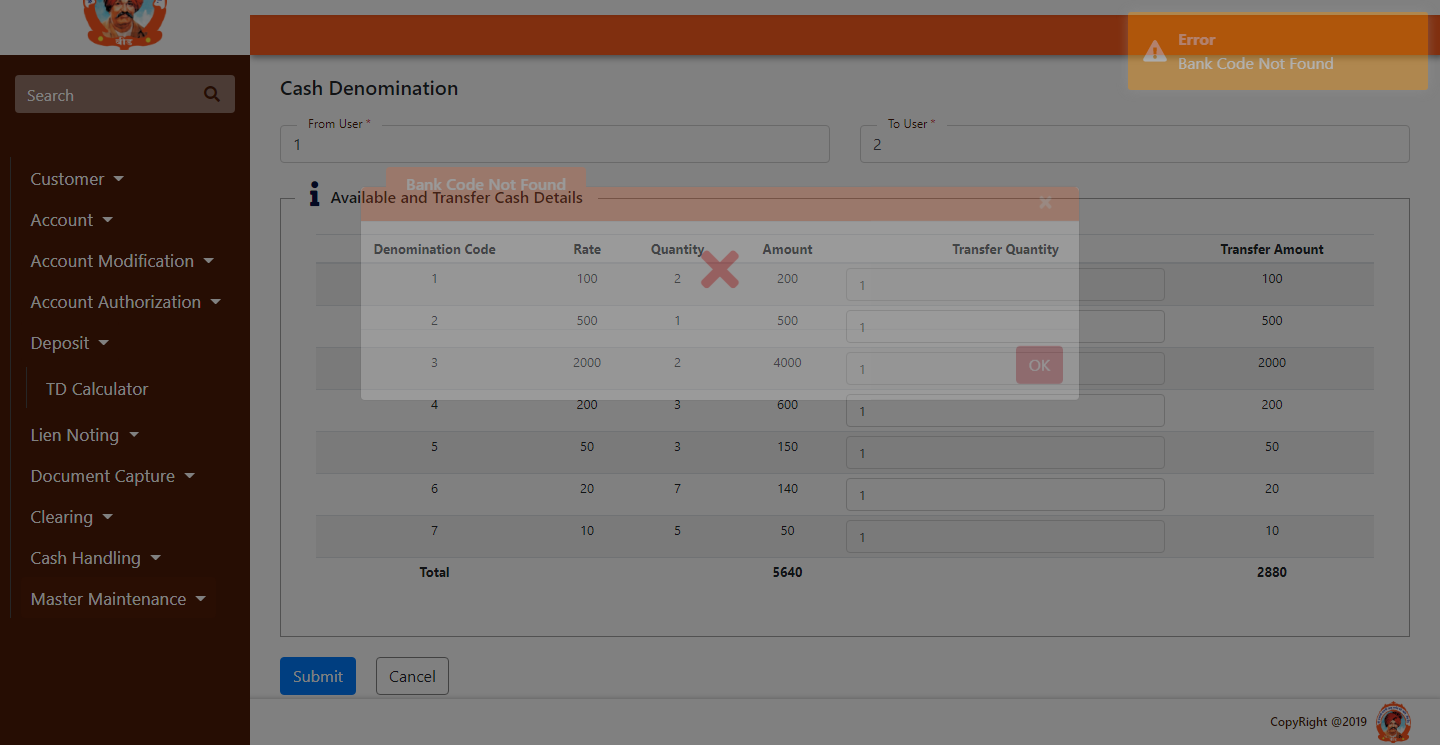 बीड
Error
Bank Code Not Found
Search
Cash Denomination
From User *
1
To User *
2
Customer
Account
Account Modification
Account Authorization
Deposit
TD Calculator
Lien Noting
Document Capture
Clearing
Cash Handling
Master Maintenance
Bank Code Not Found
Available and Transfer Cash Details
Denomination Code Rate Quantity Amount Transfer Quantity Transfer Amount
1 100 2 200 1 100
2 500 1 500 1 500
3 2000 2 4000 1 2000
OK
4 200 3 600 1 200
5 50 3 150 1 50
6 20 7 140 1 20
7 10 5 50 1 10
Total 5640 2880
Submit
Cancel
CopyRight @2019